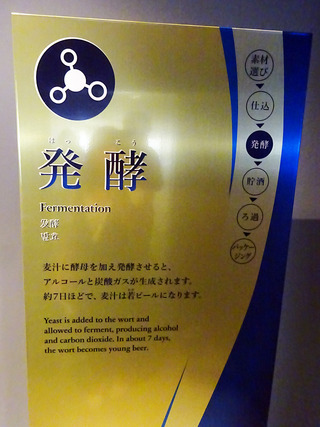 はっ こう
発 酵
Fermentation
发酵
발효
麦汁に酵母を加え発酵させると、
アルコールと炭酸ガスが生成されます。
約7日ほどで、麦汁は若ビールになります。
Yeast is added to the wort and
allowed to ferment, producing alcohol
and carbon dioxide. In about 7 days,
the wort becomes young beer.
素材
選び
仕込
発酵
貯酒
ろ過
パッケー
ジング